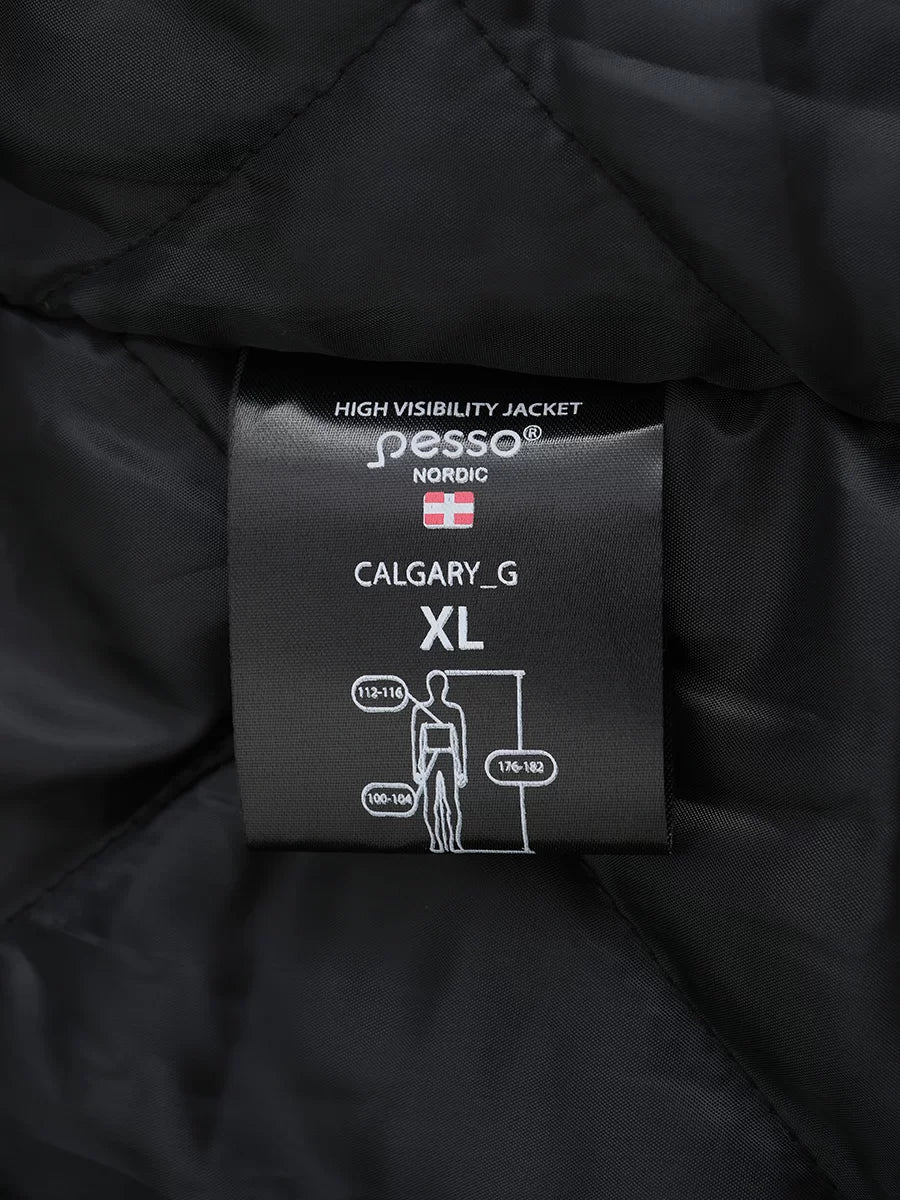 HIGH VISIBILITY JACKET
pesso®
NORDIC
CALGARY_G
XL
112-116
176-182
100-104